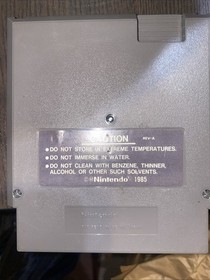 REV-A
• DO NOT STORE IN EXTREME TEMPERATURES.
• DO NOT IMMERSE IN WATER.
• DO NOT CLEAN WITH BENZENE, THINNER,
ALCOHOL OR OTHER SUCH SOLVENTS.
©Nintendo 1985